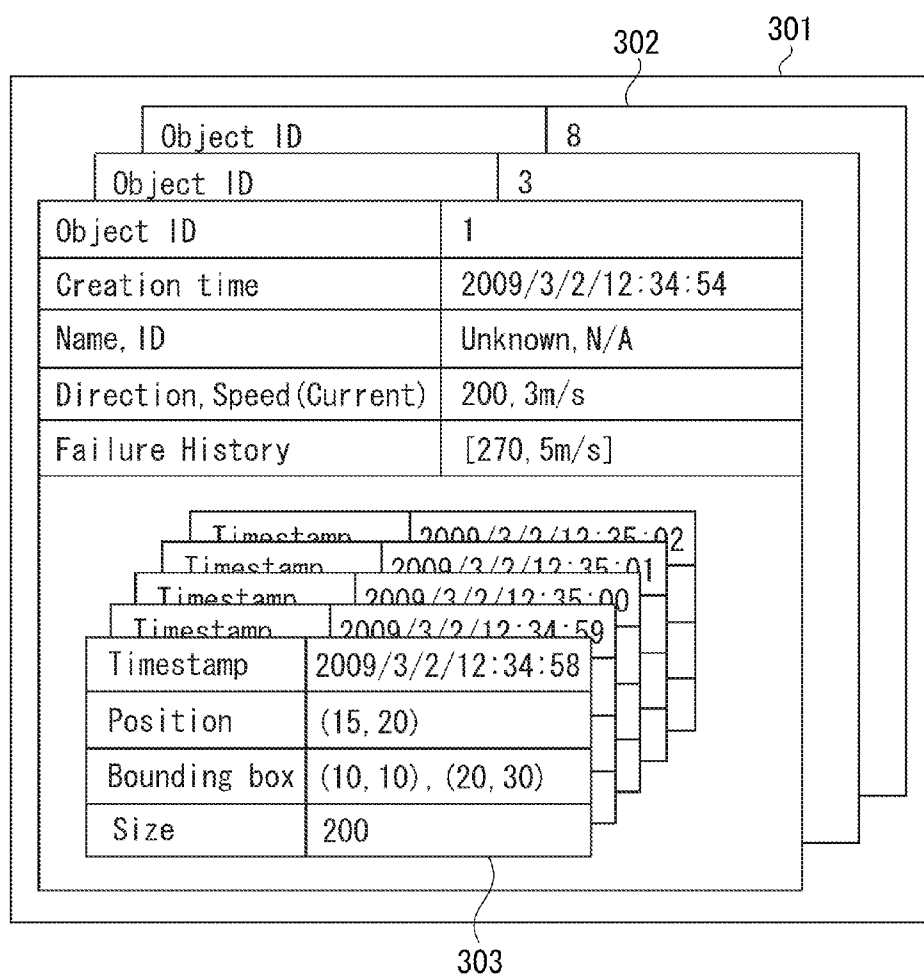 301
302
Object ID 8
Object ID 3
Object ID 1
Creation time 2009/3/2/12:34:54
Name, ID Unknown, N/A
Direction, Speed(Current) 200, 3m/s
Failure History [270, 5m/s]
Timestamp 2009/3/2/12:35:02
Timestamp 2009/3/2/12:35:01
Timestamp 2009/3/2/12:35:00
Timestamp 2009/3/2/12:34:59
Timestamp 2009/3/2/12:34:58
Position (15, 20)
Bounding box (10, 10), (20, 30)
Size 200
303